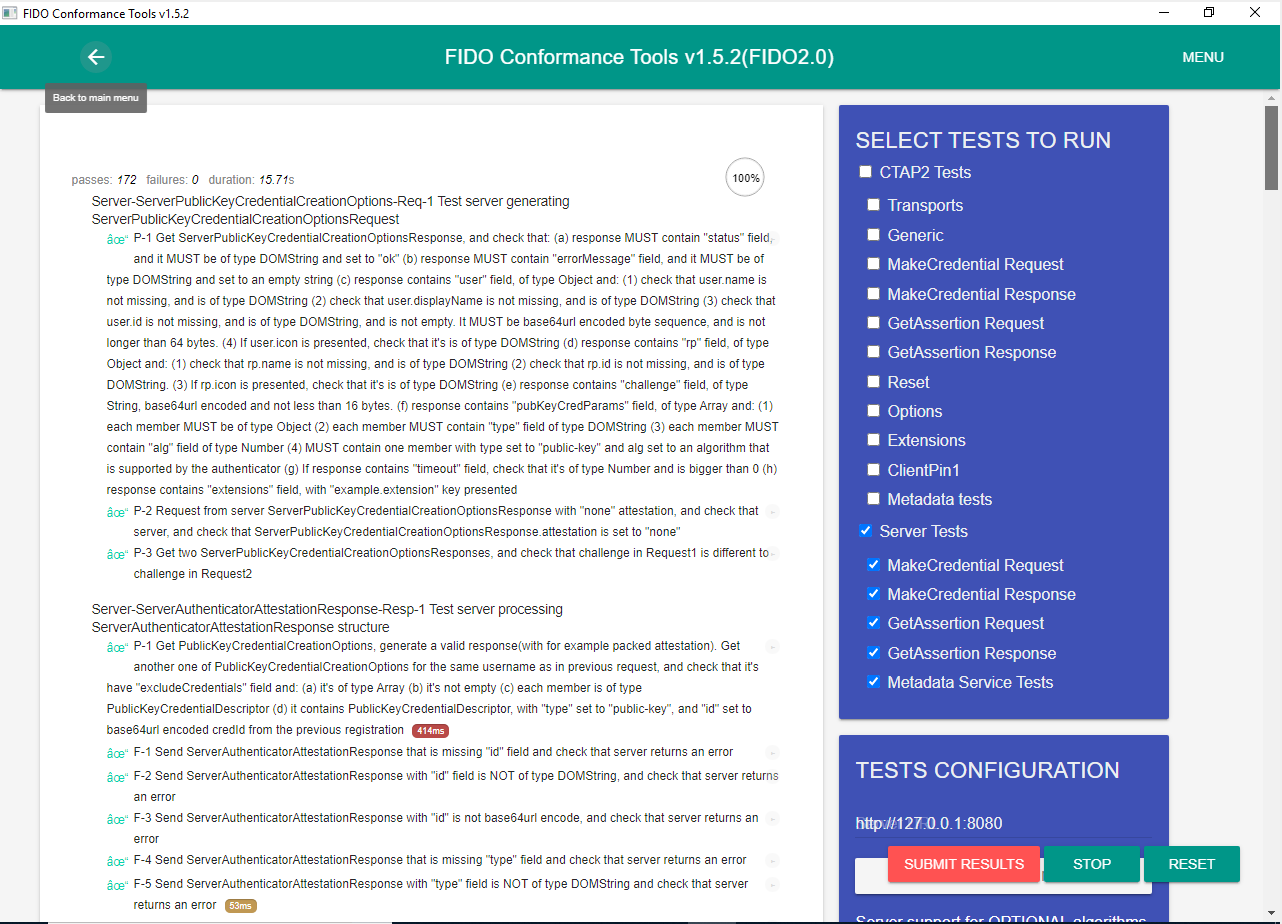 FIDO Conformance Tools v1.5.2
FIDO Conformance Tools v1.5.2(FIDO2.0)
MENU
Back to main menu
passes: 172 failures: 0 duration: 15.71s
100%
Server-ServerPublicKeyCredentialCreationOptions-Req-1 Test server generating
ServerPublicKeyCredentialCreationOptionsRequest
âœ“ P-1 Get ServerPublicKeyCredentialCreationOptionsResponse, and check that: (a) response MUST contain "status" field,
and it MUST be of type DOMString and set to "ok" (b) response MUST contain "errorMessage" field, and it MUST be of
type DOMString and set to an empty string (c) response contains "user" field, of type Object and: (1) check that user.name is
not missing, and is of type DOMString (2) check that user.displayName is not missing, and is of type DOMString (3) check that
user.id is not missing, and is of type DOMString, and is not empty. It MUST be base64url encoded byte sequence, and is not
longer than 64 bytes. (4) If user.icon is presented, check that it's is of type DOMString (d) response contains "rp" field, of type
Object and: (1) check that rp.name is not missing, and is of type DOMString (2) check that rp.id is not missing, and is of type
DOMString. (3) If rp.icon is presented, check that it's is of type DOMString (e) response contains "challenge" field, of type
String, base64url encoded and not less than 16 bytes. (f) response contains "pubKeyCredParams" field, of type Array and: (1)
each member MUST be of type Object (2) each member MUST contain "type" field of type DOMString (3) each member MUST
contain "alg" field of type Number (4) MUST contain one member with type set to "public-key" and alg set to an algorithm that
is supported by the authenticator (g) If response contains "timeout" field, check that it's of type Number and is bigger than 0 (h)
response contains "extensions" field, with "example.extension" key presented
âœ“ P-2 Request from server ServerPublicKeyCredentialCreationOptionsResponse with "none" attestation, and check that
server, and check that ServerPublicKeyCredentialCreationOptionsResponse.attestation is set to "none"
âœ“ P-3 Get two ServerPublicKeyCredentialCreationOptionsResponses, and check that challenge in Request1 is different to
challenge in Request2
Server-ServerAuthenticatorAttestationResponse-Resp-1 Test server processing
ServerAuthenticatorAttestationResponse structure
âœ“ P-1 Get PublicKeyCredentialCreationOptions, generate a valid response(with for example packed attestation). Get
another one of PublicKeyCredentialCreationOptions for the same username as in previous request, and check that it's
have "excludeCredentials" field and: (a) it's of type Array (b) it's not empty (c) each member is of type
PublicKeyCredentialDescriptor (d) it contains PublicKeyCredentialDescriptor, with "type" set to "public-key", and "id" set to
base64url encoded credId from the previous registration 414ms
âœ“ F-1 Send ServerAuthenticatorAttestationResponse that is missing "id" field and check that server returns an error
âœ“ F-2 Send ServerAuthenticatorAttestationResponse with "id" field is NOT of type DOMString, and check that server returns
an error
âœ“ F-3 Send ServerAuthenticatorAttestationResponse with "id" is not base64url encode, and check that server returns an
error
âœ“ F-4 Send ServerAuthenticatorAttestationResponse that is missing "type" field and check that server returns an error
âœ“ F-5 Send ServerAuthenticatorAttestationResponse with "type" field is NOT of type DOMString and check that server
returns an error 53ms
SELECT TESTS TO RUN
CTAP2 Tests
Transports
Generic
MakeCredential Request
MakeCredential Response
GetAssertion Request
GetAssertion Response
Reset
Options
Extensions
ClientPin1
Metadata tests
Server Tests
MakeCredential Request
MakeCredential Response
GetAssertion Request
GetAssertion Response
Metadata Service Tests
TESTS CONFIGURATION
http://127.0.0.1:8080
SUBMIT RESULTS
STOP
RESET
Server support for OPTIONAL algorithms